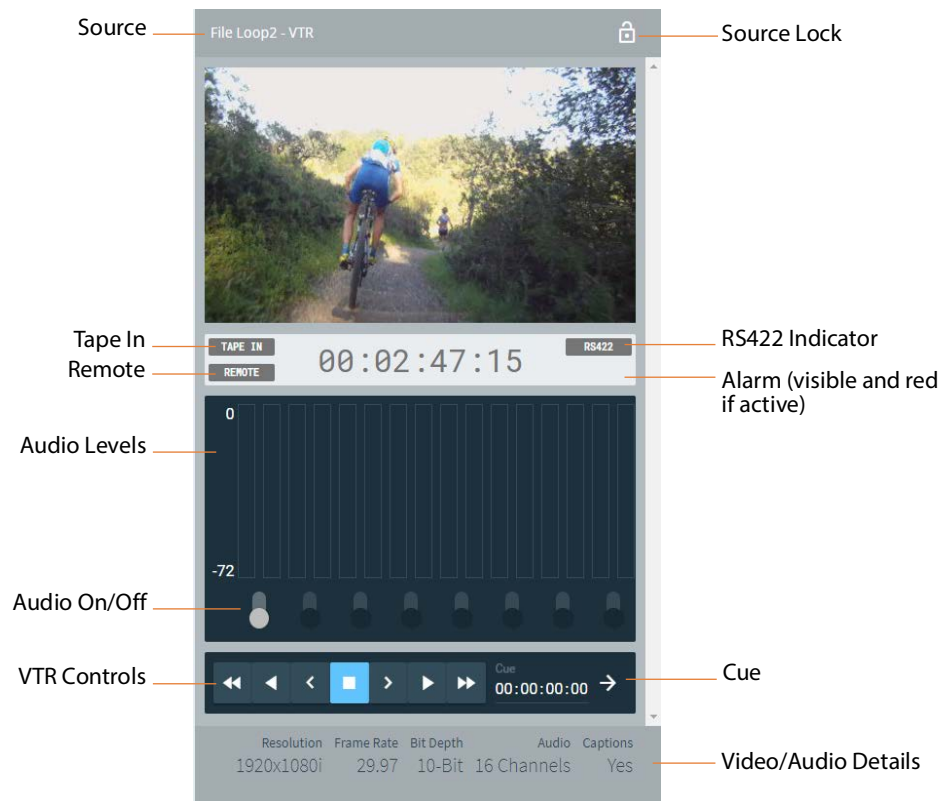 Source
File Loop2 - VTR
Source Lock
Tape In
Remote
TAPE IN
REMOTE
00:02:47:15
RS422
RS422 Indicator
Alarm (visible and red
if active)
Audio Levels
0
-72
Audio On/Off
VTR Controls
Cue
00:00:00:00
Cue
Resolution Frame Rate Bit Depth Audio Captions
1920x1080i 29.97 10-Bit 16 Channels Yes
Video/Audio Details